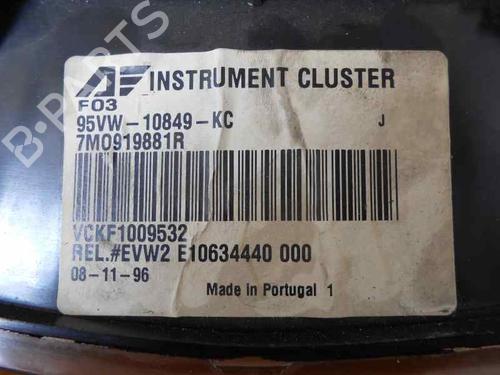 AF INSTRUMENT CLUSTER
F03
95VW-10849-KC J
7M0919881R
VCKF1009532
REL.#EVW2 E10634440 000
08-11-96
Made in Portugal 1
B-PARTS